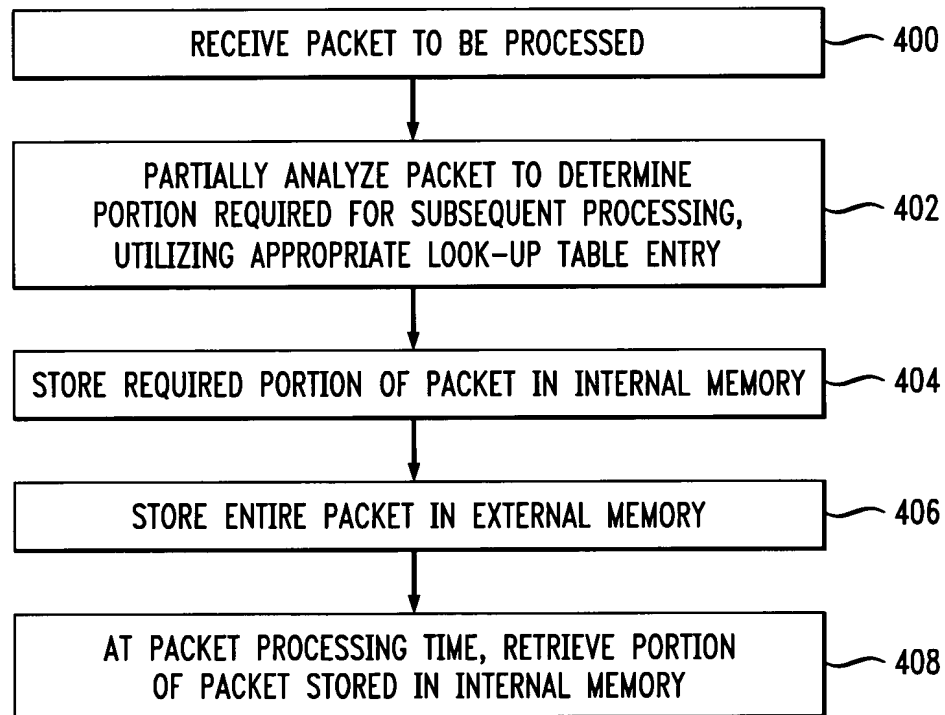 RECEIVE PACKET TO BE PROCESSED
400
PARTIALLY ANALYZE PACKET TO DETERMINE
PORTION REQUIRED FOR SUBSEQUENT PROCESSING,
UTILIZING APPROPRIATE LOOK-UP TABLE ENTRY
402
STORE REQUIRED PORTION OF PACKET IN INTERNAL MEMORY
404
STORE ENTIRE PACKET IN EXTERNAL MEMORY
406
AT PACKET PROCESSING TIME, RETRIEVE PORTION
OF PACKET STORED IN INTERNAL MEMORY
408